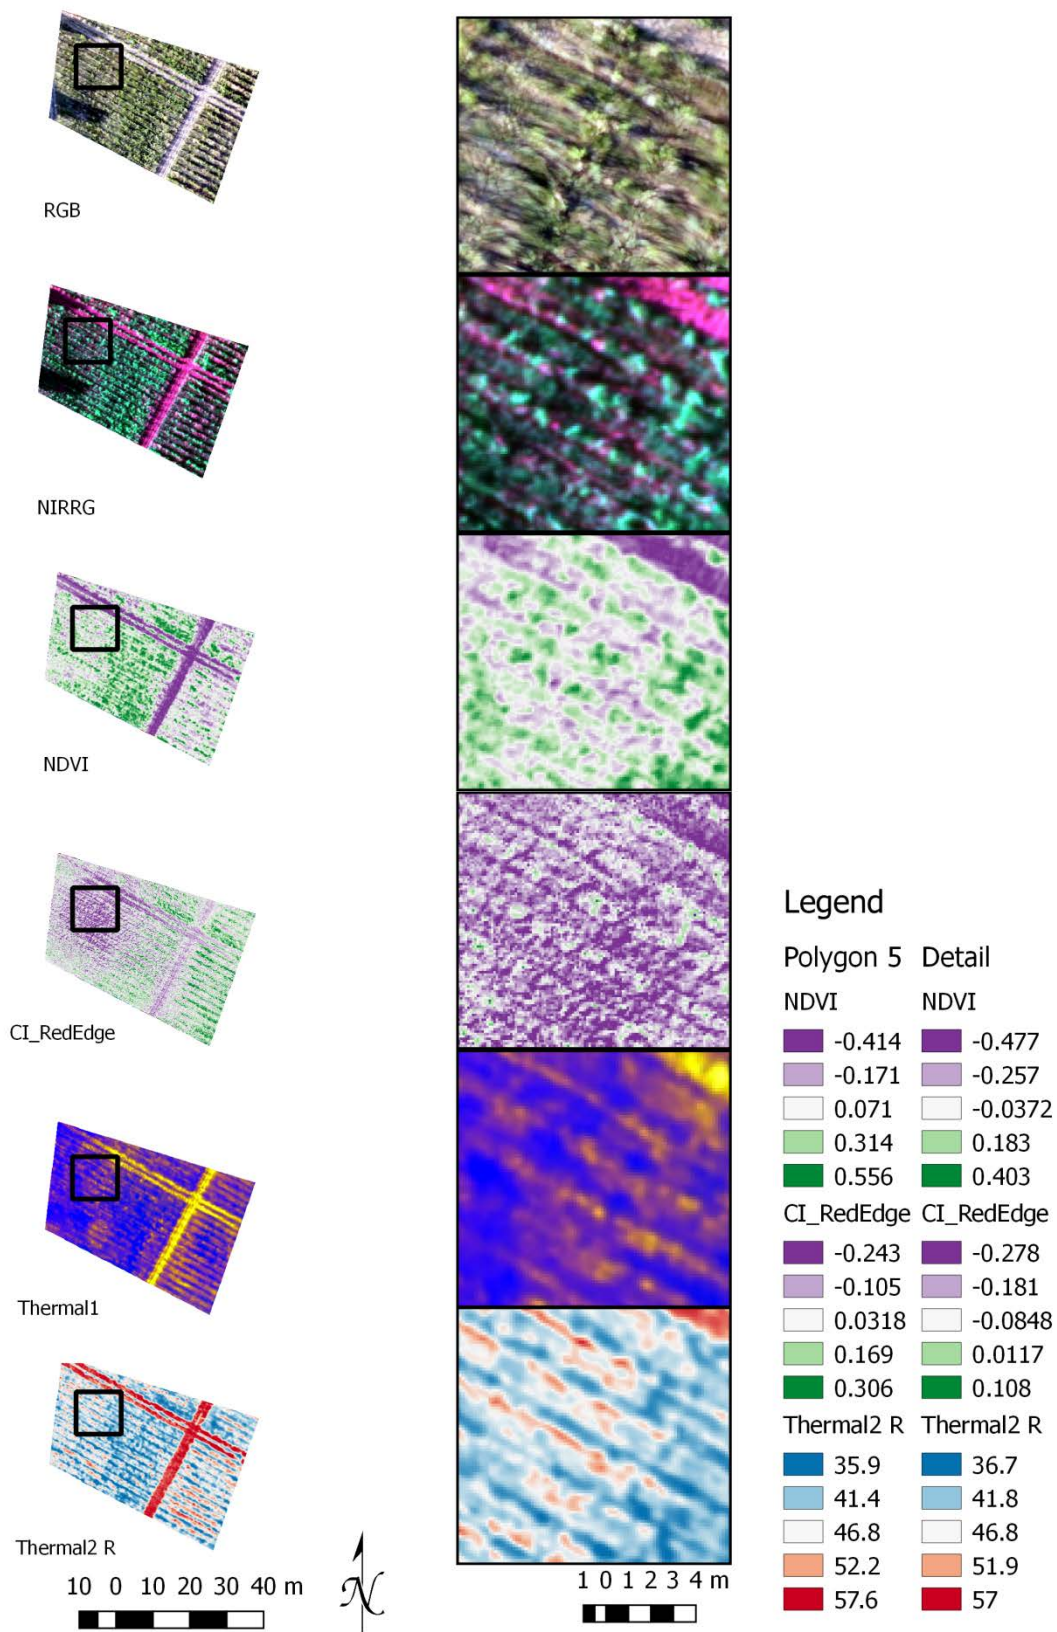 RGB
NIRRG
NDVI
CI_RedEdge
Thermal1
Thermal2 R
10 0 10 20 30 40 m
N
1 0 1 2 3 4 m
Legend
Polygon 5 Detail
NDVI NDVI
-0.414 -0.477
-0.171 -0.257
0.071 -0.0372
0.314 0.183
0.556 0.403
CI_RedEdge CI_RedEdge
-0.243 -0.278
-0.105 -0.181
0.0318 -0.0848
0.169 0.0117
0.306 0.108
Thermal2 R Thermal2 R
35.9 36.7
41.4 41.8
46.8 46.8
52.2 51.9
57.6 57